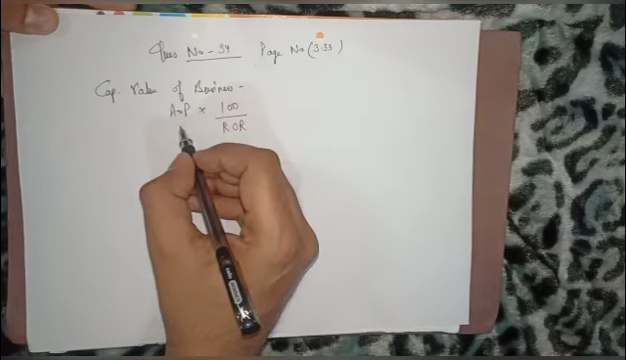 Ques No - 34 Page No (3.33)
Cap. Value of Business -
A.P × 100
ROR